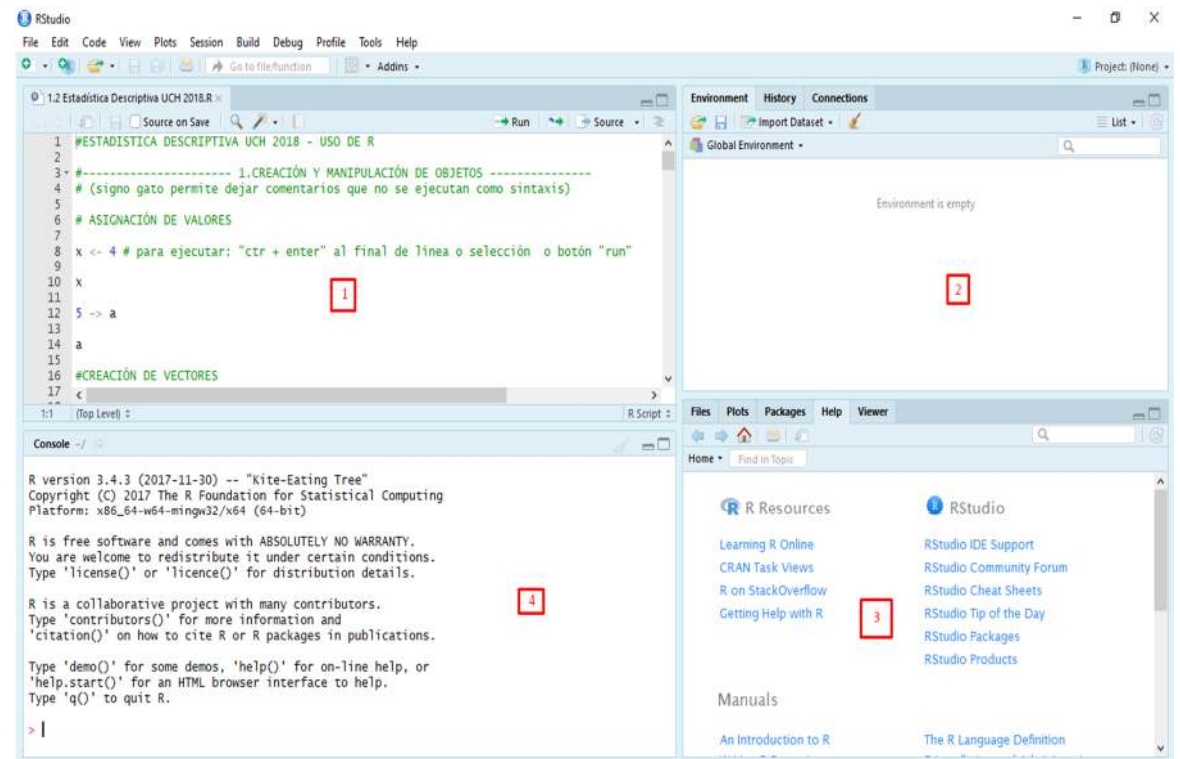 RStudio
File Edit Code View Plots Session Build Debug Profile Tools Help
Go to file/function Addins Project: (None)
1.2 Estadística Descriptiva UCH 2018.R
Source on Save Run Source
1 #ESTADISTICA DESCRIPTIVA UCH 2018 - USO DE R
2
3 #---------------------- 1.CREACIÓN Y MANIPULACIÓN DE OBJETOS ---------------
4 # (signo gato permite dejar comentarios que no se ejecutan como sintaxis)
5
6 # ASIGNACIÓN DE VALORES
7
8 x <- 4 # para ejecutar: "ctr + enter" al final de línea o selección o botón "run"
9
10 x
11
12 5 -> a
13
14 a
15
16 #CREACIÓN DE VECTORES
17
1
1:1 (Top Level) R Script
Environment History Connections
Import Dataset List
Global Environment
Environment is empty
2
Console ~/
R version 3.4.3 (2017-11-30) -- "Kite-Eating Tree"
Copyright (C) 2017 The R Foundation for Statistical Computing
Platform: x86_64-w64-mingw32/x64 (64-bit)
R is free software and comes with ABSOLUTELY NO WARRANTY.
You are welcome to redistribute it under certain conditions.
Type 'license()' or 'licence()' for distribution details.
R is a collaborative project with many contributors.
Type 'contributors()' for more information and
'citation()' on how to cite R or R packages in publications.
Type 'demo()' for some demos, 'help()' for on-line help, or
'help.start()' for an HTML browser interface to help.
Type 'q()' to quit R.
>
4
Files Plots Packages Help Viewer
Home Find in Topic
R Resources
Learning R Online
CRAN Task Views
R on StackOverflow
Getting Help with R
RStudio
RStudio IDE Support
RStudio Community Forum
RStudio Cheat Sheets
RStudio Tip of the Day
RStudio Packages
RStudio Products
3
Manuals
An Introduction to R
The R Language Definition